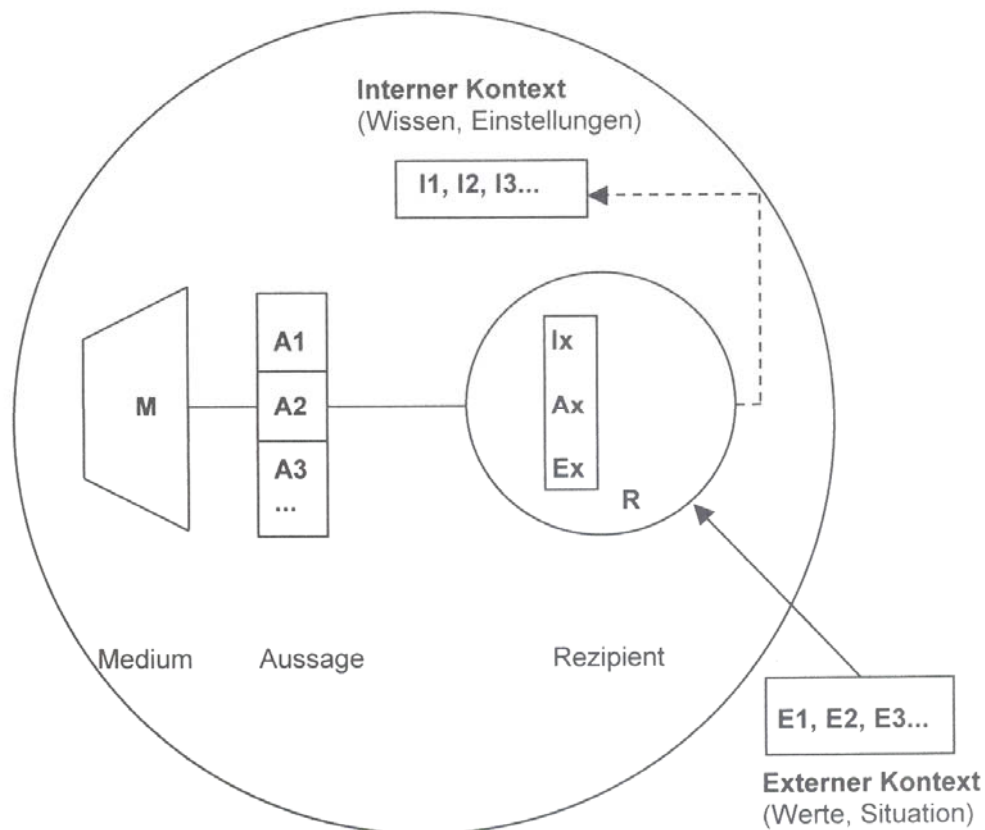 Interner Kontext
(Wissen, Einstellungen)
I1, I2, I3...
M
A1
A2
A3
...
Ix
Ax
Ex
R
Medium
Aussage
Rezipient
E1, E2, E3...
Externer Kontext
(Werte, Situation)